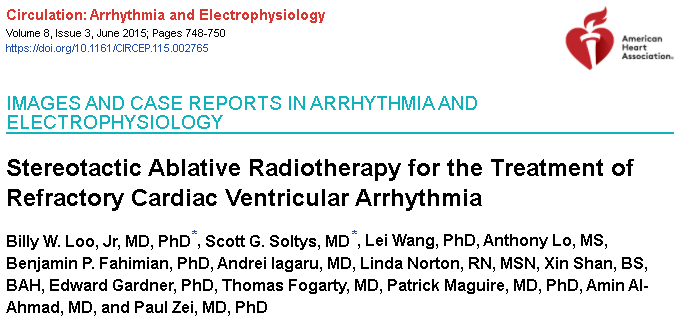 Circulation: Arrhythmia and Electrophysiology
Volume 8, Issue 3, June 2015; Pages 748-750
https://doi.org/10.1161/CIRCEP.115.002765
American
Heart
Association.
IMAGES AND CASE REPORTS IN ARRHYTHMIA AND
ELECTROPHYSIOLOGY
Stereotactic Ablative Radiotherapy for the Treatment of
Refractory Cardiac Ventricular Arrhythmia
Billy W. Loo, Jr, MD, PhD*, Scott G. Soltys, MD*, Lei Wang, PhD, Anthony Lo, MS,
Benjamin P. Fahimian, PhD, Andrei Iagaru, MD, Linda Norton, RN, MSN, Xin Shan, BS,
BAH, Edward Gardner, PhD, Thomas Fogarty, MD, Patrick Maguire, MD, PhD, Amin Al-
Ahmad, MD, and Paul Zei, MD, PhD